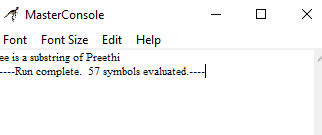 MasterConsole
Font Font Size Edit Help
ee is a substring of Preethi
----Run complete.  57 symbols evaluated.----